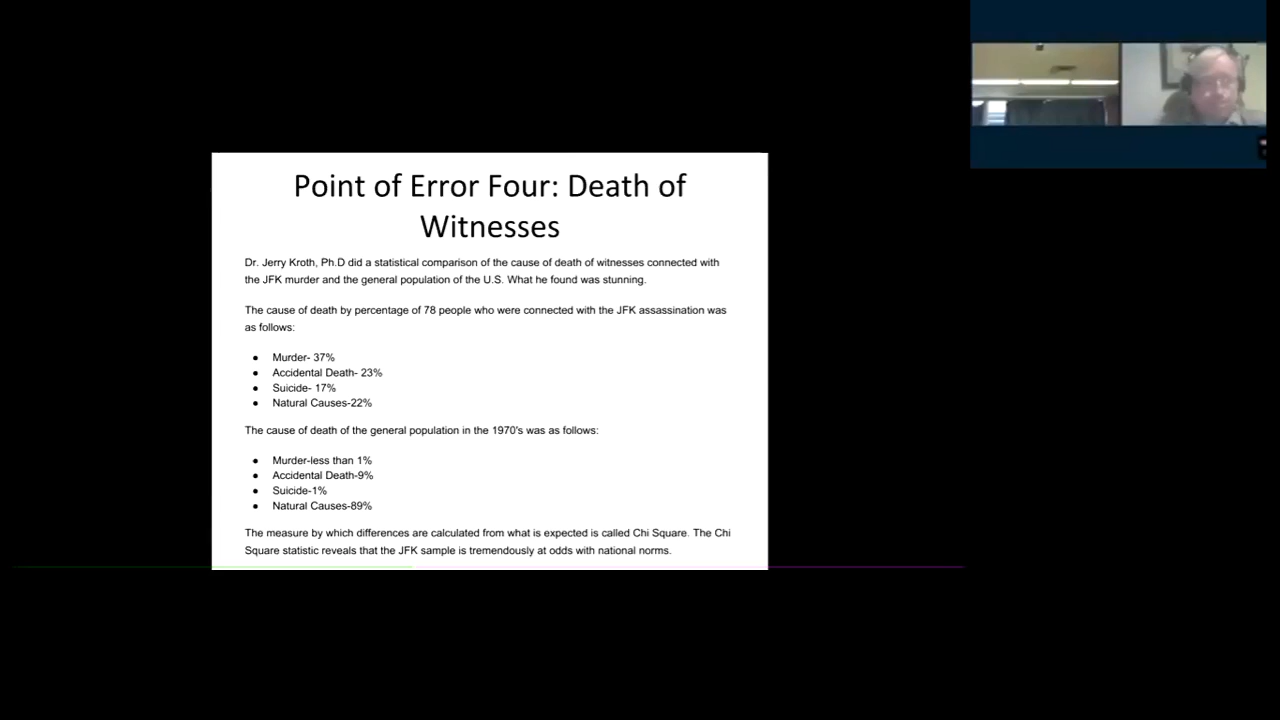 Point of Error Four: Death of
Witnesses
Dr. Jerry Kroth, Ph.D did a statistical comparison of the cause of death of witnesses connected with
the JFK murder and the general population of the U.S. What he found was stunning.
The cause of death by percentage of 78 people who were connected with the JFK assassination was
as follows:
● Murder- 37%
● Accidental Death- 23%
● Suicide- 17%
● Natural Causes-22%
The cause of death of the general population in the 1970's was as follows:
● Murder-less than 1%
● Accidental Death-9%
● Suicide-1%
● Natural Causes-89%
The measure by which differences are calculated from what is expected is called Chi Square. The Chi
Square statistic reveals that the JFK sample is tremendously at odds with national norms.